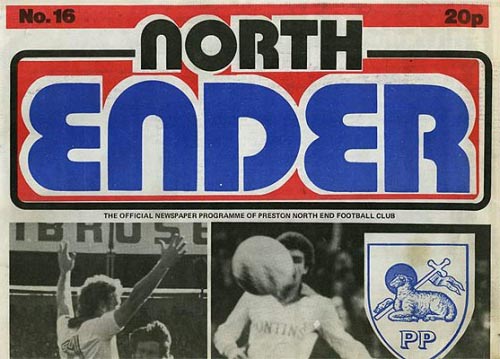 No. 16
20p
NORTH
ENDER
THE OFFICIAL NEWSPAPER PROGRAMME OF PRESTON NORTH END FOOTBALL CLUB
PP